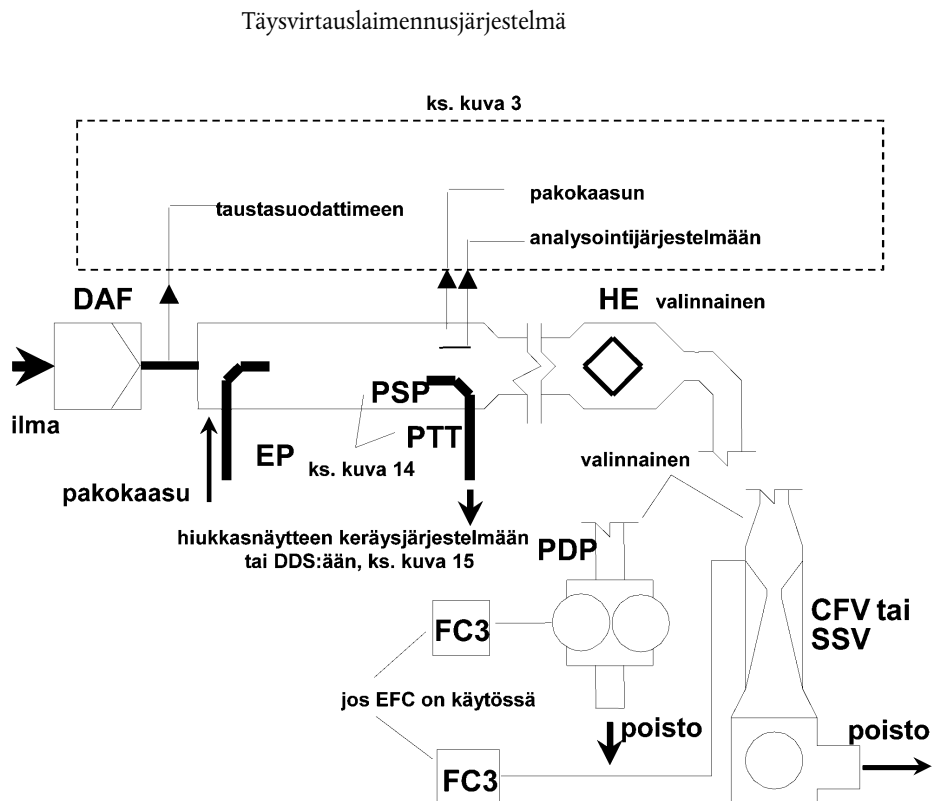 Täysvirtauslaimennusjärjestelmä
ks. kuva 3
pakokaasun
taustasuodattimeen
analysointijärjestelmään
DAF
HE valinnainen
PSP
ilma
PTT
EP
ks. kuva 14
valinnainen
pakokaasu
hiukkasnäytteen keräysjärjestelmään
tai DDS:ään, ks. kuva 15
PDP
CFV tai
SSV
FC3
jos EFC on käytössä
poisto
poisto
FC3